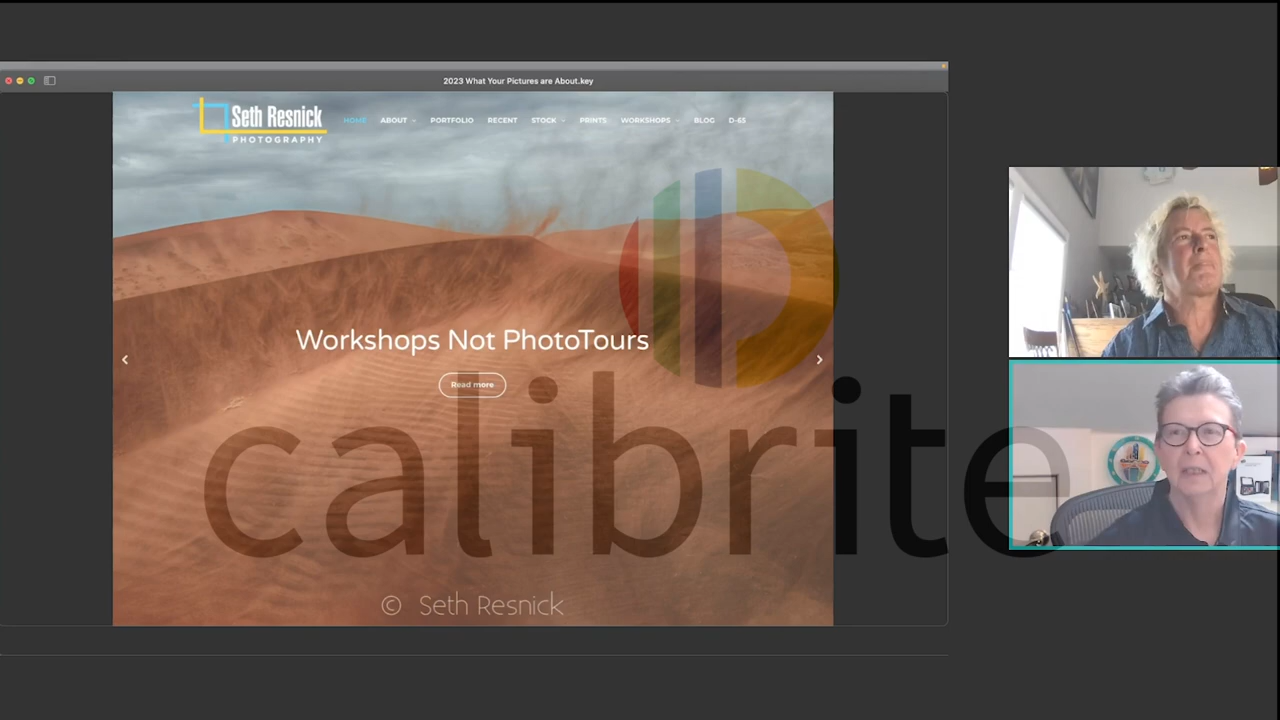 2023 What Your Pictures are About.key
Seth Resnick
PHOTOGRAPHY
HOME ABOUT PORTFOLIO RECENT STOCK PRINTS WORKSHOPS BLOG D-65
Workshops Not PhotoTours
Read more
calibrite
© Seth Resnick